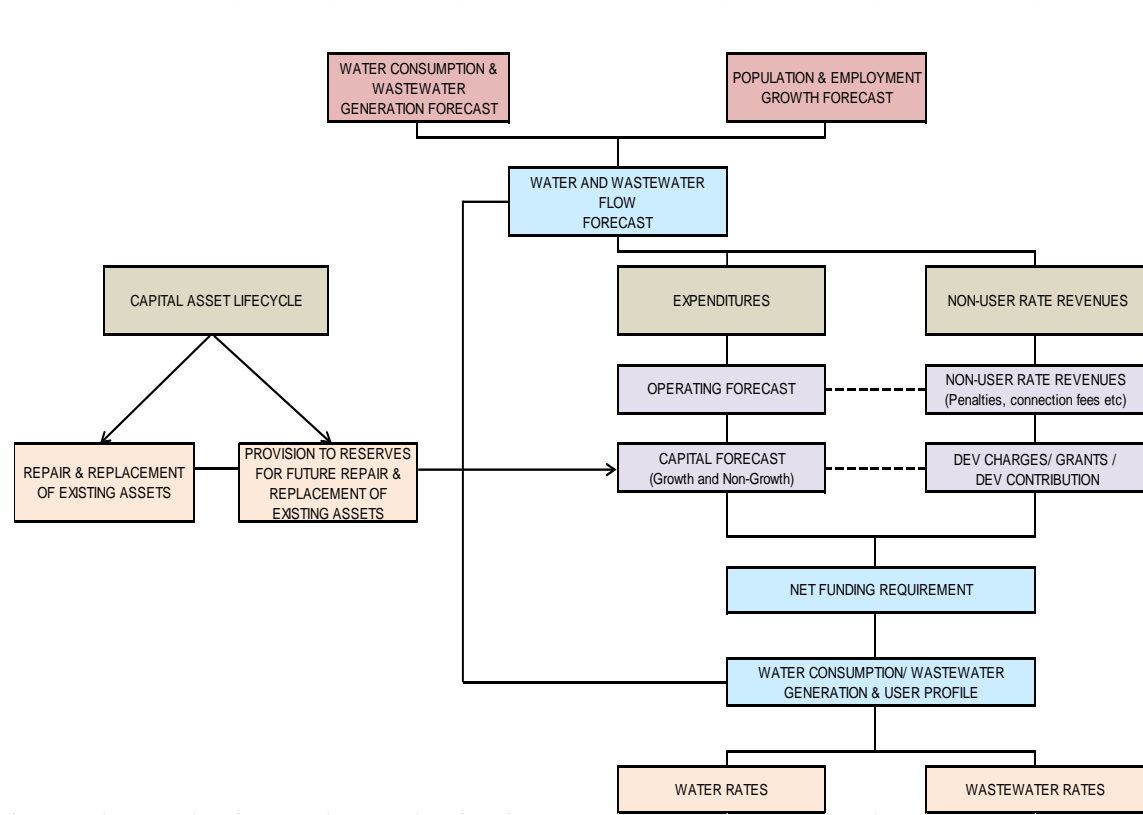 WATER CONSUMPTION &
WASTEWATER
GENERATION FORECAST
POPULATION & EMPLOYMENT
GROWTH FORECAST
WATER AND WASTEWATER
FLOW
FORECAST
CAPITAL ASSET LIFECYCLE
EXPENDITURES
NON-USER RATE REVENUES
OPERATING FORECAST
NON-USER RATE REVENUES
(Penalties, connection fees etc)
REPAIR & REPLACEMENT
OF EXISTING ASSETS
PROVISION TO RESERVES
FOR FUTURE REPAIR &
REPLACEMENT OF
EXISTING ASSETS
CAPITAL FORECAST
(Growth and Non-Growth)
DEV CHARGES/ GRANTS /
DEV CONTRIBUTION
NET FUNDING REQUIREMENT
WATER CONSUMPTION/ WASTEWATER
GENERATION & USER PROFILE
WATER RATES
WASTEWATER RATES